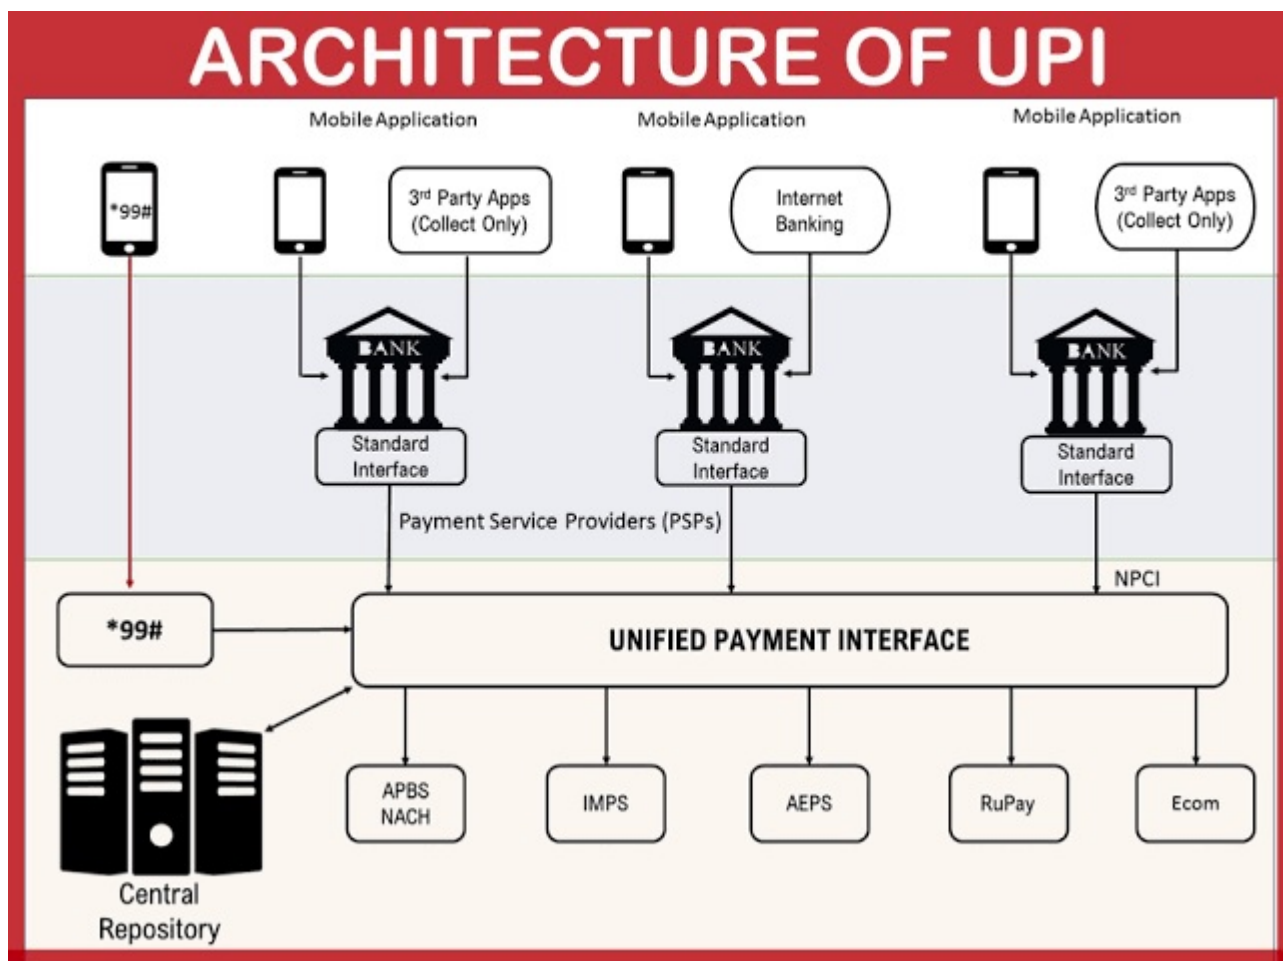 ARCHITECTURE OF UPI
Mobile Application
Mobile Application
Mobile Application
*99#
3rd Party Apps
(Collect Only)
Internet
Banking
3rd Party Apps
(Collect Only)
BANK
BANK
BANK
Standard
Interface
Standard
Interface
Standard
Interface
Payment Service Providers (PSPs)
NPCI
*99#
UNIFIED PAYMENT INTERFACE
APBS
NACH
IMPS
AEPS
RuPay
Ecom
Central
Repository